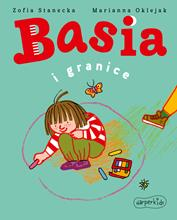 Zofia Stanecka Marianna Oklejak
Basia
i granice
HarperKids